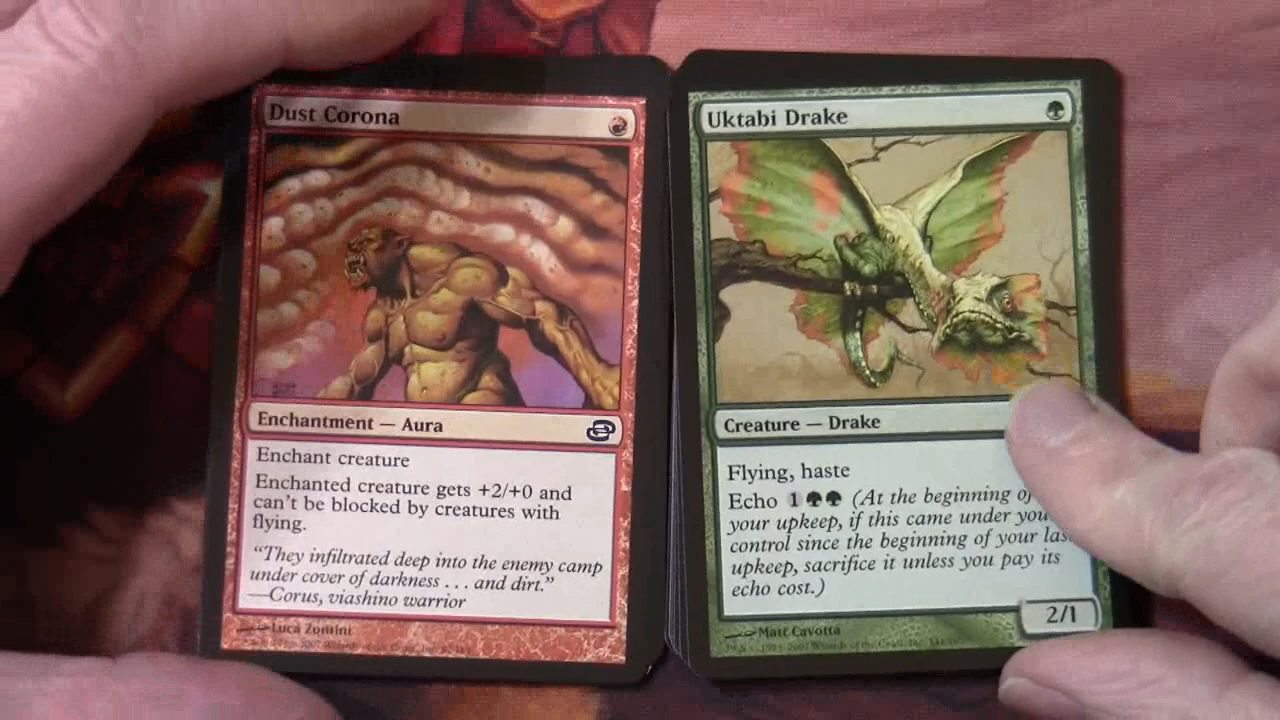 Dust Corona
Enchantment — Aura
Enchant creature
Enchanted creature gets +2/+0 and
can't be blocked by creatures with
flying.
"They infiltrated deep into the enemy camp
under cover of darkness . . . and dirt."
—Corus, viashino warrior
Luca Zontini
Uktabi Drake
Creature — Drake
Flying, haste
Echo 1 (At the beginning of
your upkeep, if this came under
control since the beginning of your
upkeep, sacrifice it unless you pay its
echo cost.)
2/1
Matt Cavotta